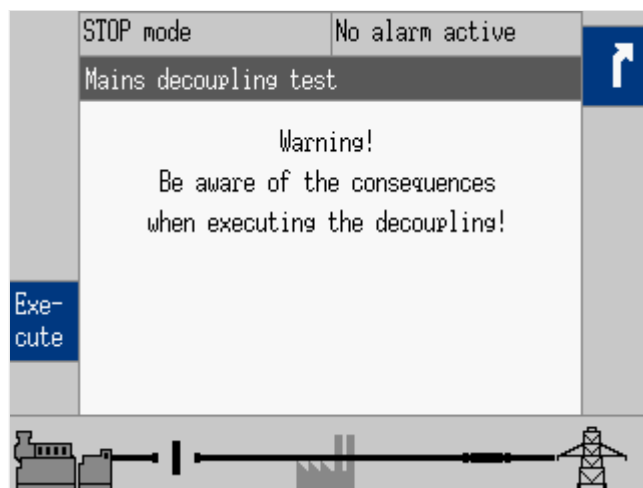 STOP mode
No alarm active
Mains decoupling test
Warning!
Be aware of the consequences
when executing the decoupling!
Exe-
cute